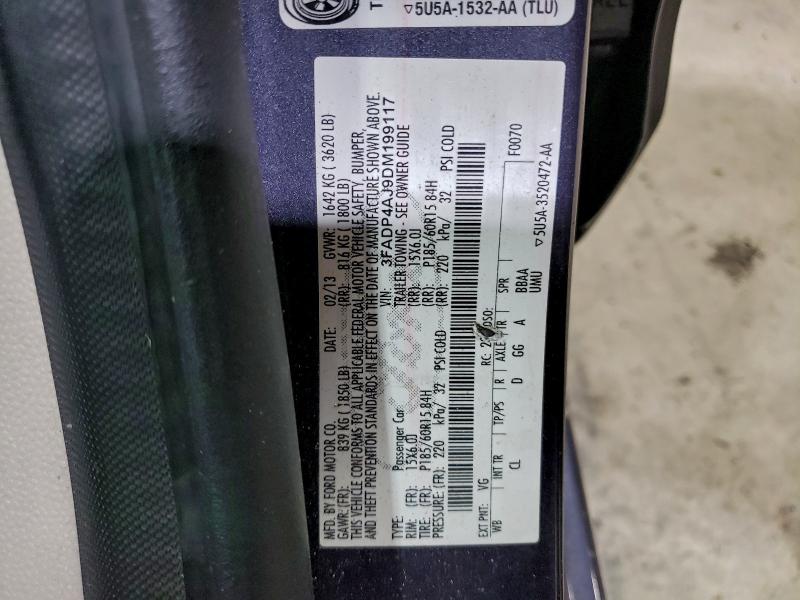 5U5A-1532-AA (TLU)
MFD. BY FORD MOTOR CO. DATE: 02/13 GVWR: 1642 KG ( 3620 LB)
GAWR: (FR): 839 KG ( 1850 LB) (RR): 816 KG ( 1800 LB)
THIS VEHICLE CONFORMS TO ALL APPLICABLE FEDERAL MOTOR VEHICLE SAFETY, BUMPER,
AND THEFT PREVENTION STANDARDS IN EFFECT ON THE DATE OF MANUFACTURE SHOWN ABOVE.
VIN: 3FADP4AJ9DM199117
TYPE: Passenger Car TRAILER TOWING - SEE OWNER GUIDE
RIM: (FR): 15X6.0J (RR): 15X6.0J
TIRE: (FR): P185/60R15 84H (RR): P185/60R15 84H
PRESSURE: (FR): 220 kPa/ 32 PSI COLD (RR): 220 kPa/ 32 PSI COLD
EXT PNT: VG RC: DSO: F0070
WB INT TR TP/PS R AXLE TR SPR
CL D GG A BBAA
UMU
5U5A-3520472-AA